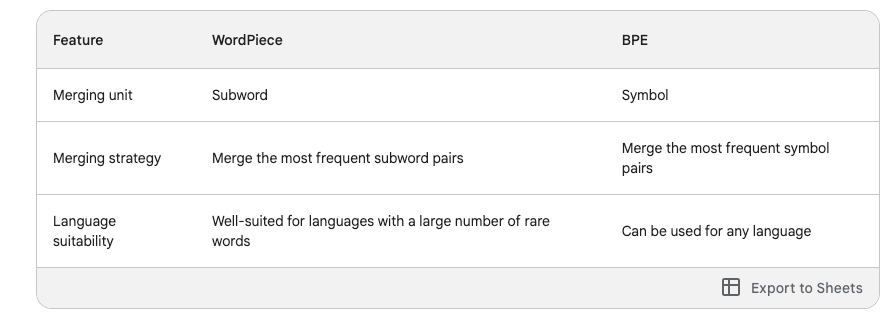 Feature WordPiece BPE
Merging unit Subword Symbol
Merging strategy Merge the most frequent subword pairs Merge the most frequent symbol
pairs
Language Well-suited for languages with a large number of rare Can be used for any language
suitability words
Export to Sheets